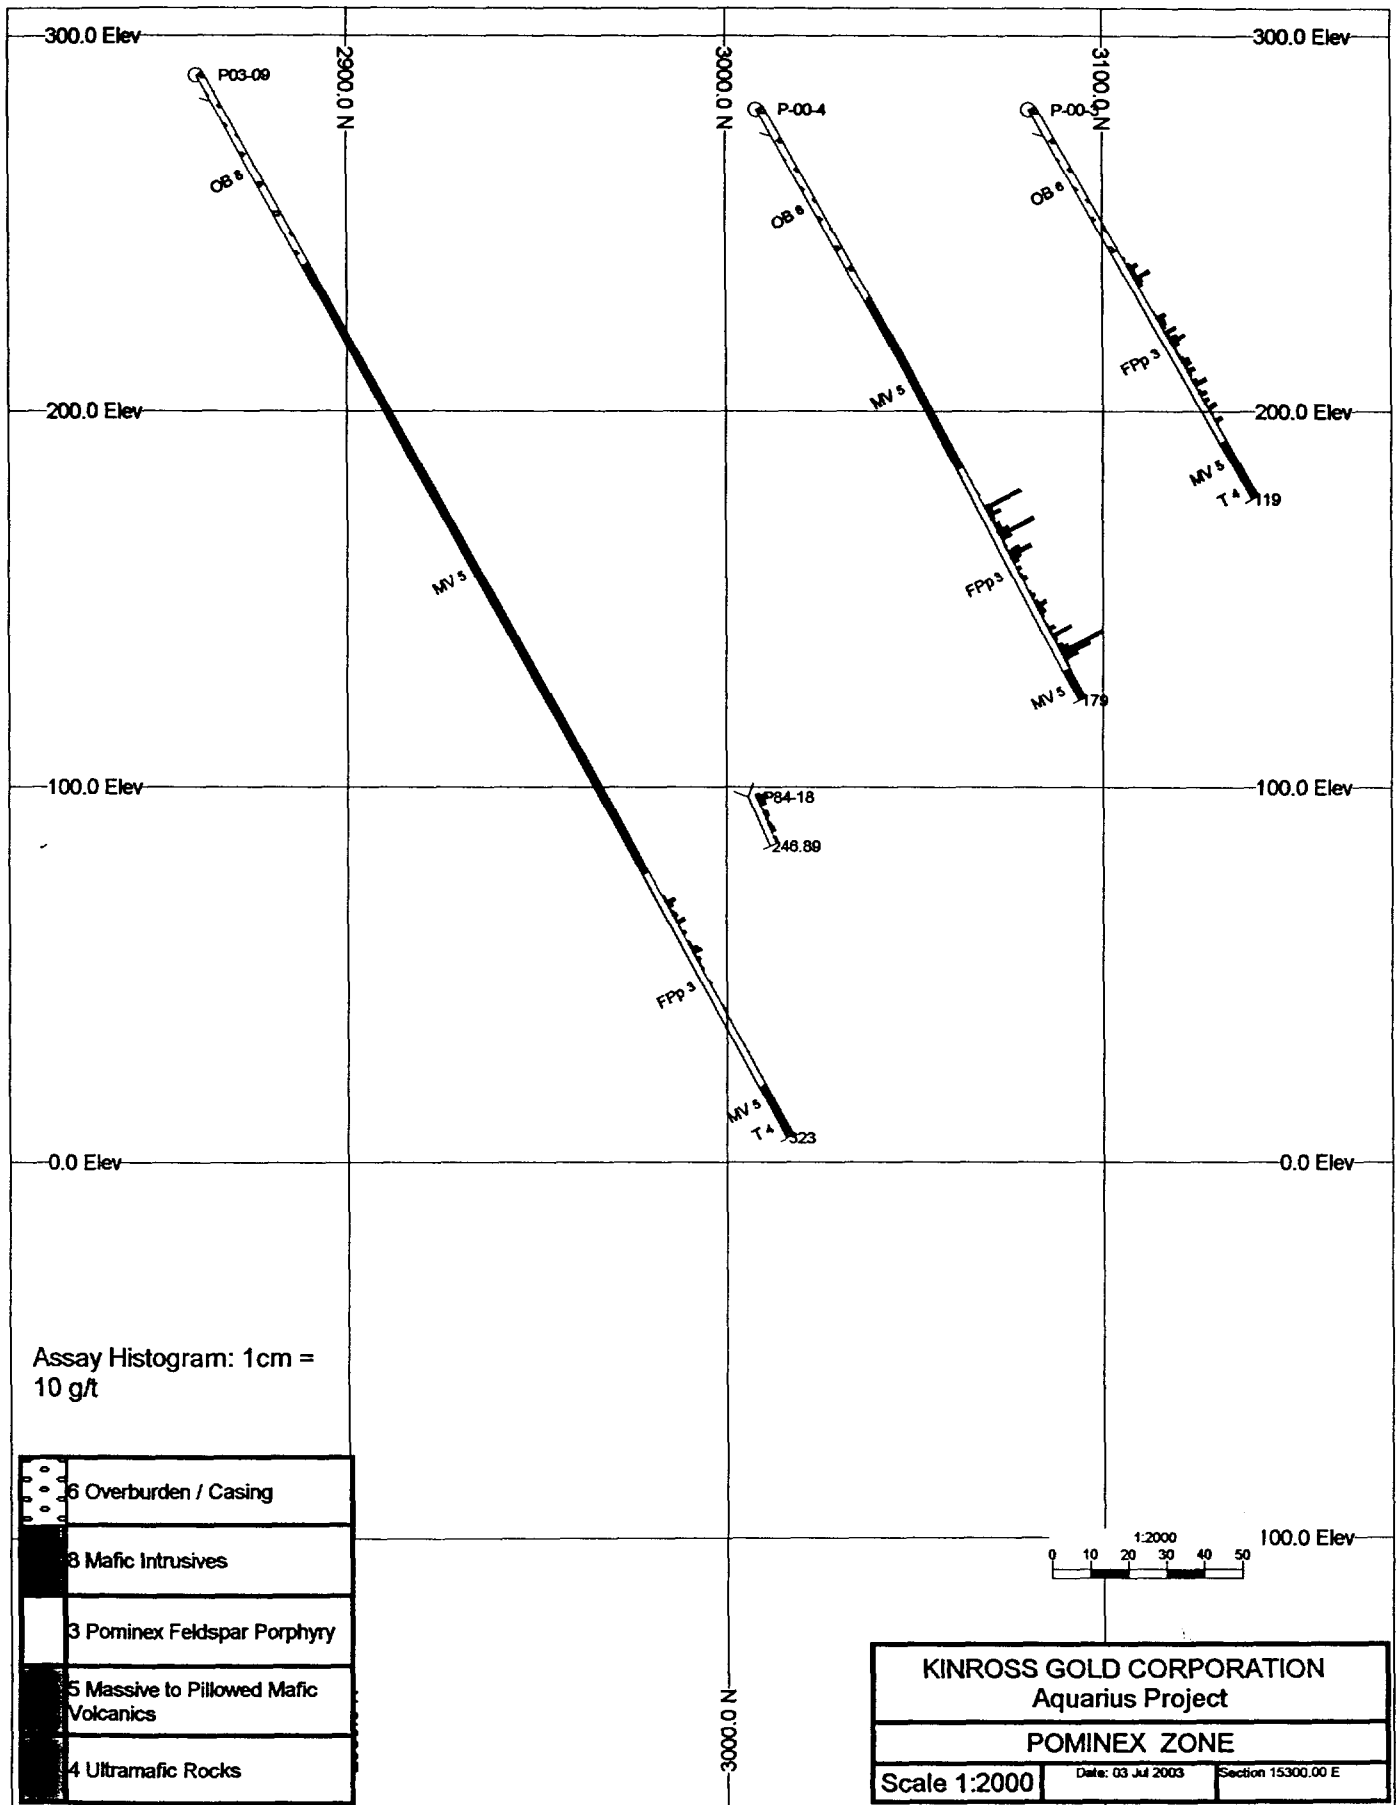 300.0 Elev
300.0 Elev
2900.0 N
3000.0 N
3100.0 N
P03-09
P-00-4
P-00-3
OB 6
OB 6
OB 6
FPp 3
200.0 Elev
200.0 Elev
MV 5
MV 5
T 4
119
MV 5
FPp 3
MV 5
179
100.0 Elev
100.0 Elev
P84-18
246.89
FPp 3
MV 5
T 4
323
0.0 Elev
0.0 Elev
Assay Histogram: 1cm =
10 g/t
6 Overburden / Casing
8 Mafic Intrusives
3 Pominex Feldspar Porphyry
5 Massive to Pillowed Mafic
Volcanics
4 Ultramafic Rocks
3000.0 N
1:2000
0 10 20 30 40 50
100.0 Elev
KINROSS GOLD CORPORATION
Aquarius Project
POMINEX ZONE
Scale 1:2000
Date: 03 Jul 2003
Section 15300.00 E